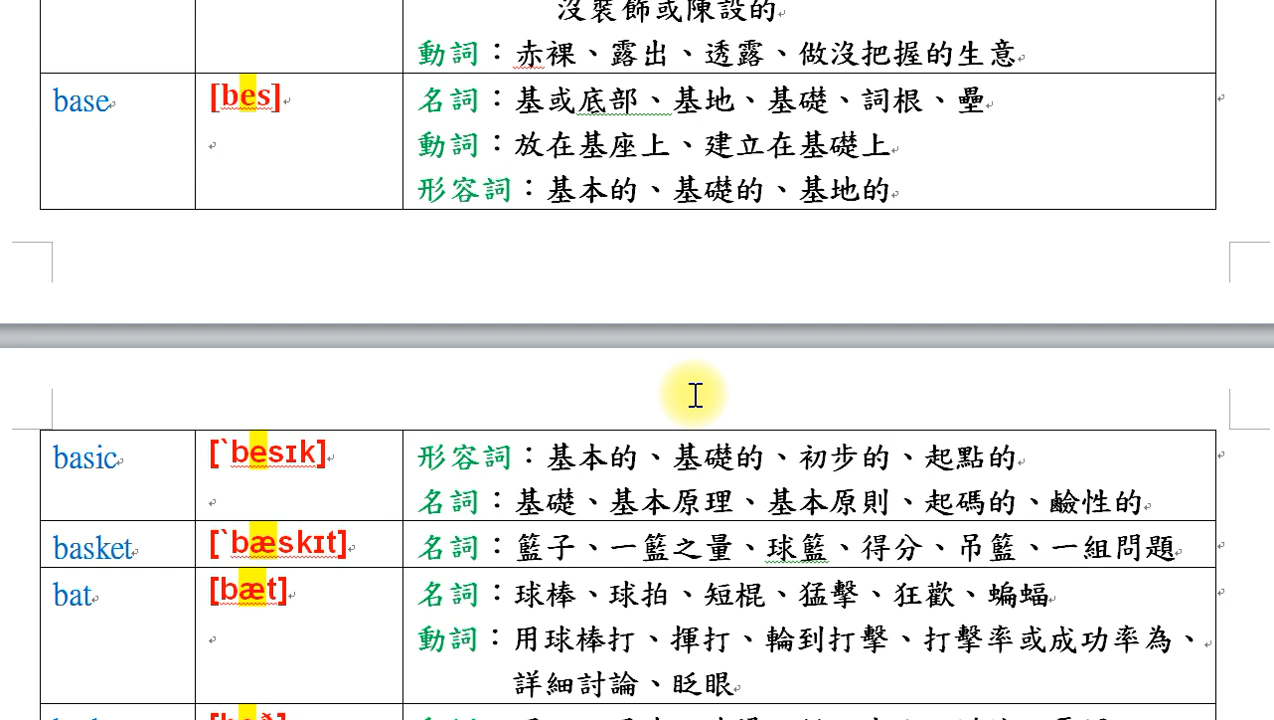 沒裝飾或陳設的
動詞：赤裸、露出、透露、做沒把握的生意
base [bes] 名詞：基或底部、基地、基礎、詞根、壘
動詞：放在基座上、建立在基礎上
形容詞：基本的、基礎的、基地的
basic [ˋbesɪk] 形容詞：基本的、基礎的、初步的、起點的
名詞：基礎、基本原理、基本原則、起碼的、鹼性的
basket [ˋbæskɪt] 名詞：籃子、一籃之量、球籃、得分、吊籃、一組問題
bat [bæt] 名詞：球棒、球拍、短棍、猛擊、狂歡、蝙蝠
動詞：用球棒打、揮打、輪到打擊、打擊率或成功率為、
詳細討論、眨眼